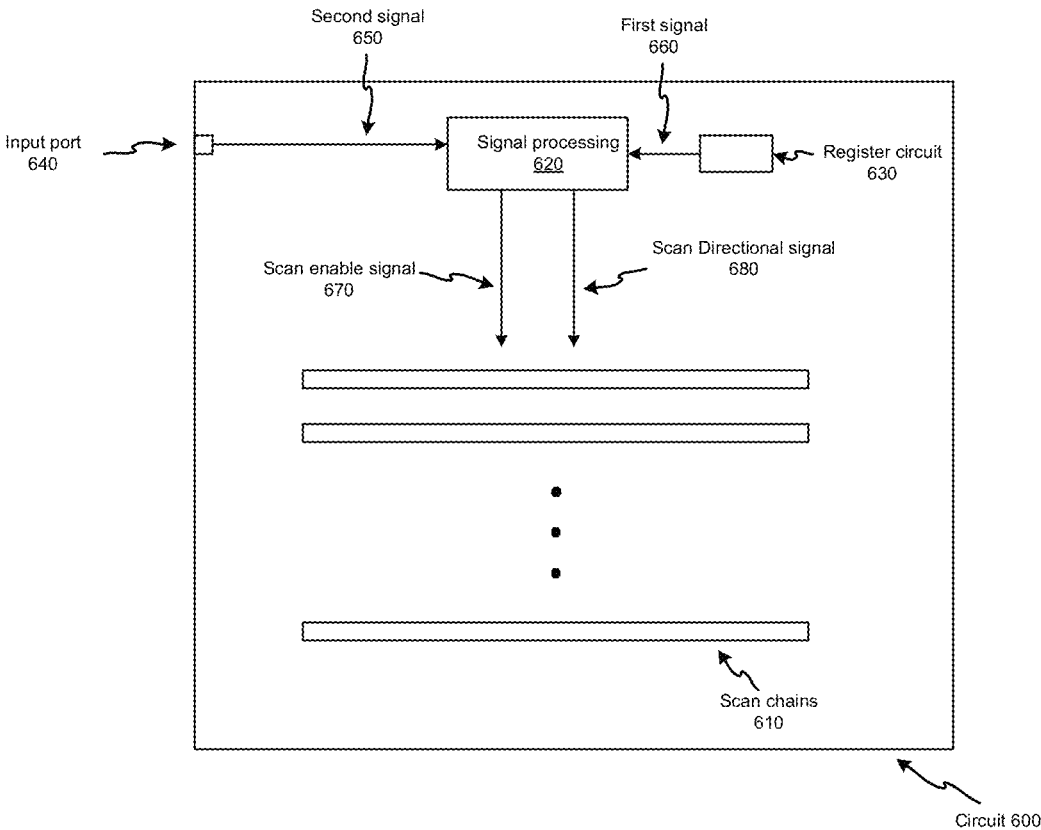 Second signal
650
First signal
660
Input port
640
Signal processing
620
Register circuit
630
Scan enable signal
670
Scan Directional signal
680
Scan chains
610
Circuit 600